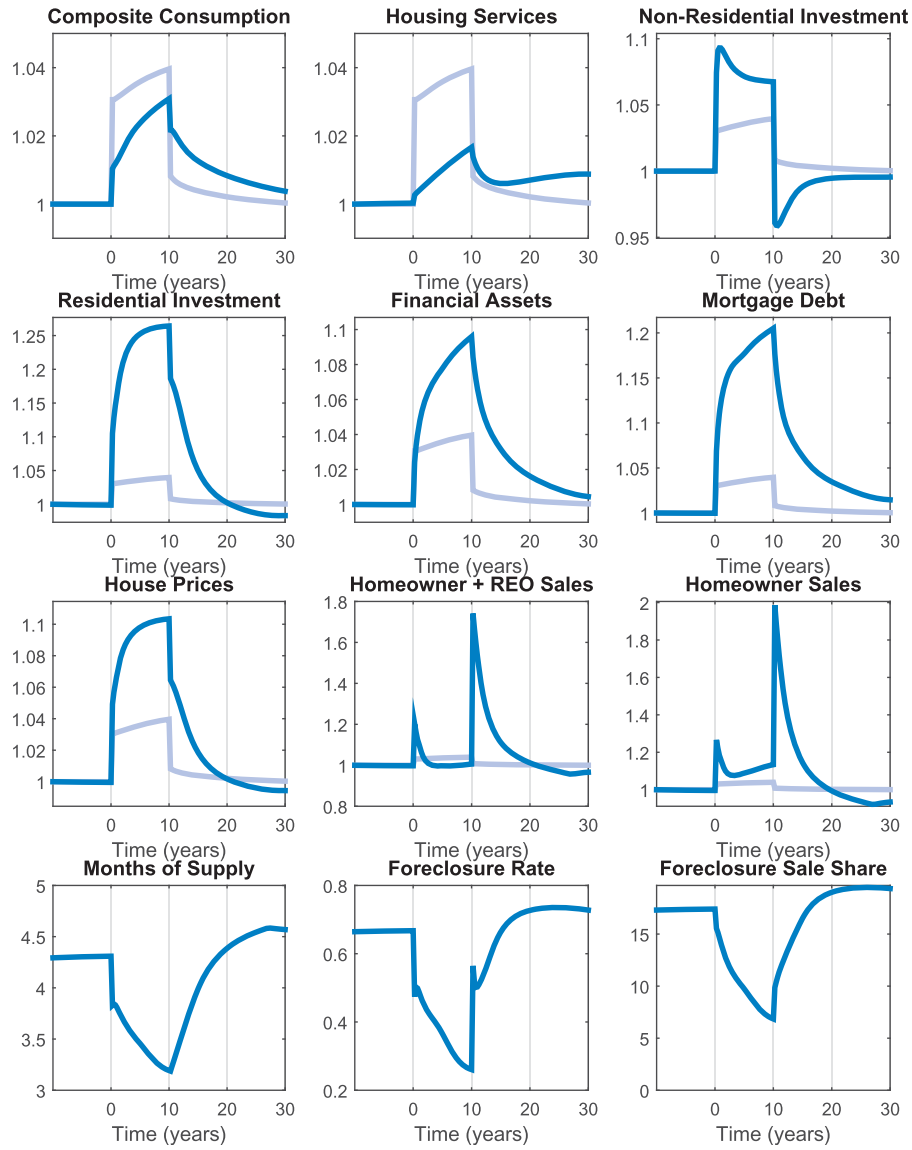 Composite Consumption
1.04
1.02
1
0 10 20 30
Time (years)
Housing Services
1.04
1.02
1
0 10 20 30
Time (years)
Non-Residential Investment
1.1
1.05
1
0.95
0 10 20 30
Time (years)
Residential Investment
1.25
1.2
1.15
1.1
1.05
1
0 10 20 30
Time (years)
Financial Assets
1.1
1.08
1.06
1.04
1.02
1
0 10 20 30
Time (years)
Mortgage Debt
1.2
1.15
1.1
1.05
1
0 10 20 30
Time (years)
House Prices
1.1
1.08
1.06
1.04
1.02
1
0 10 20 30
Time (years)
Homeowner + REO Sales
1.8
1.6
1.4
1.2
1
0.8
0 10 20 30
Time (years)
Homeowner Sales
2
1.8
1.6
1.4
1.2
1
0 10 20 30
Time (years)
Months of Supply
5
4.5
4
3.5
3
0 10 20 30
Time (years)
Foreclosure Rate
0.8
0.6
0.4
0.2
0 10 20 30
Time (years)
Foreclosure Sale Share
15
10
5
0
0 10 20 30
Time (years)